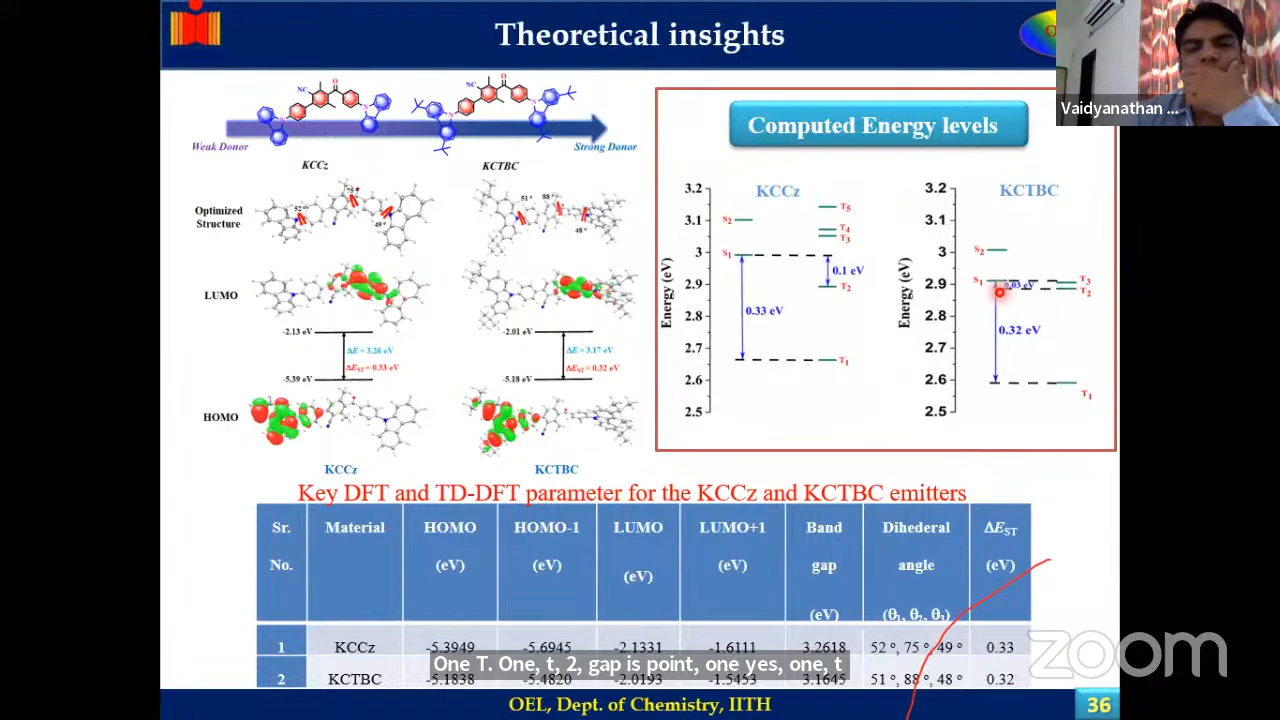 Theoretical insights
O
Vaidyanathan ...
NC
O
N
N
NC
O
N
N
Weak Donor
Strong Donor
KCCz
KCTBC
Optimized
Structure
52°
49°
51°
88°
48°
LUMO
-2.13 eV
-2.01 eV
ΔE = 3.26 eV
ΔE = 3.17 eV
ΔEST = 0.33 eV
ΔEST = 0.32 eV
-5.39 eV
-5.18 eV
HOMO
KCCz
KCTBC
Computed Energy levels
KCCz
3.2
3.1
3
2.9
2.8
2.7
2.6
2.5
Energy (eV)
S2
S1
T5
T4
T3
T2
T1
0.1 eV
0.33 eV
KCTBC
3.2
3.1
3
2.9
2.8
2.7
2.6
2.5
Energy (eV)
S2
S1
T3
T2
T1
0.03 eV
0.32 eV
Key DFT and TD-DFT parameter for the KCCz and KCTBC emitters
Sr. Material HOMO HOMO-1 LUMO LUMO+1 Band Dihederal ΔEST
No. (eV) (eV) (eV) (eV) gap angle (eV)
(eV) (θ1, θ2, θ3)
1 KCCz -5.3949 -5.6945 -2.1331 -1.6111 3.2618 52 °, 75 °, 49 ° 0.33
One T. One, t, 2, gap is point, one yes, one, t
2 KCTBC -5.1838 -5.4820 -2.0193 -1.5453 3.1645 51 °, 88 °, 48 ° 0.32
zoom
OEL, Dept. of Chemistry, IITH
36